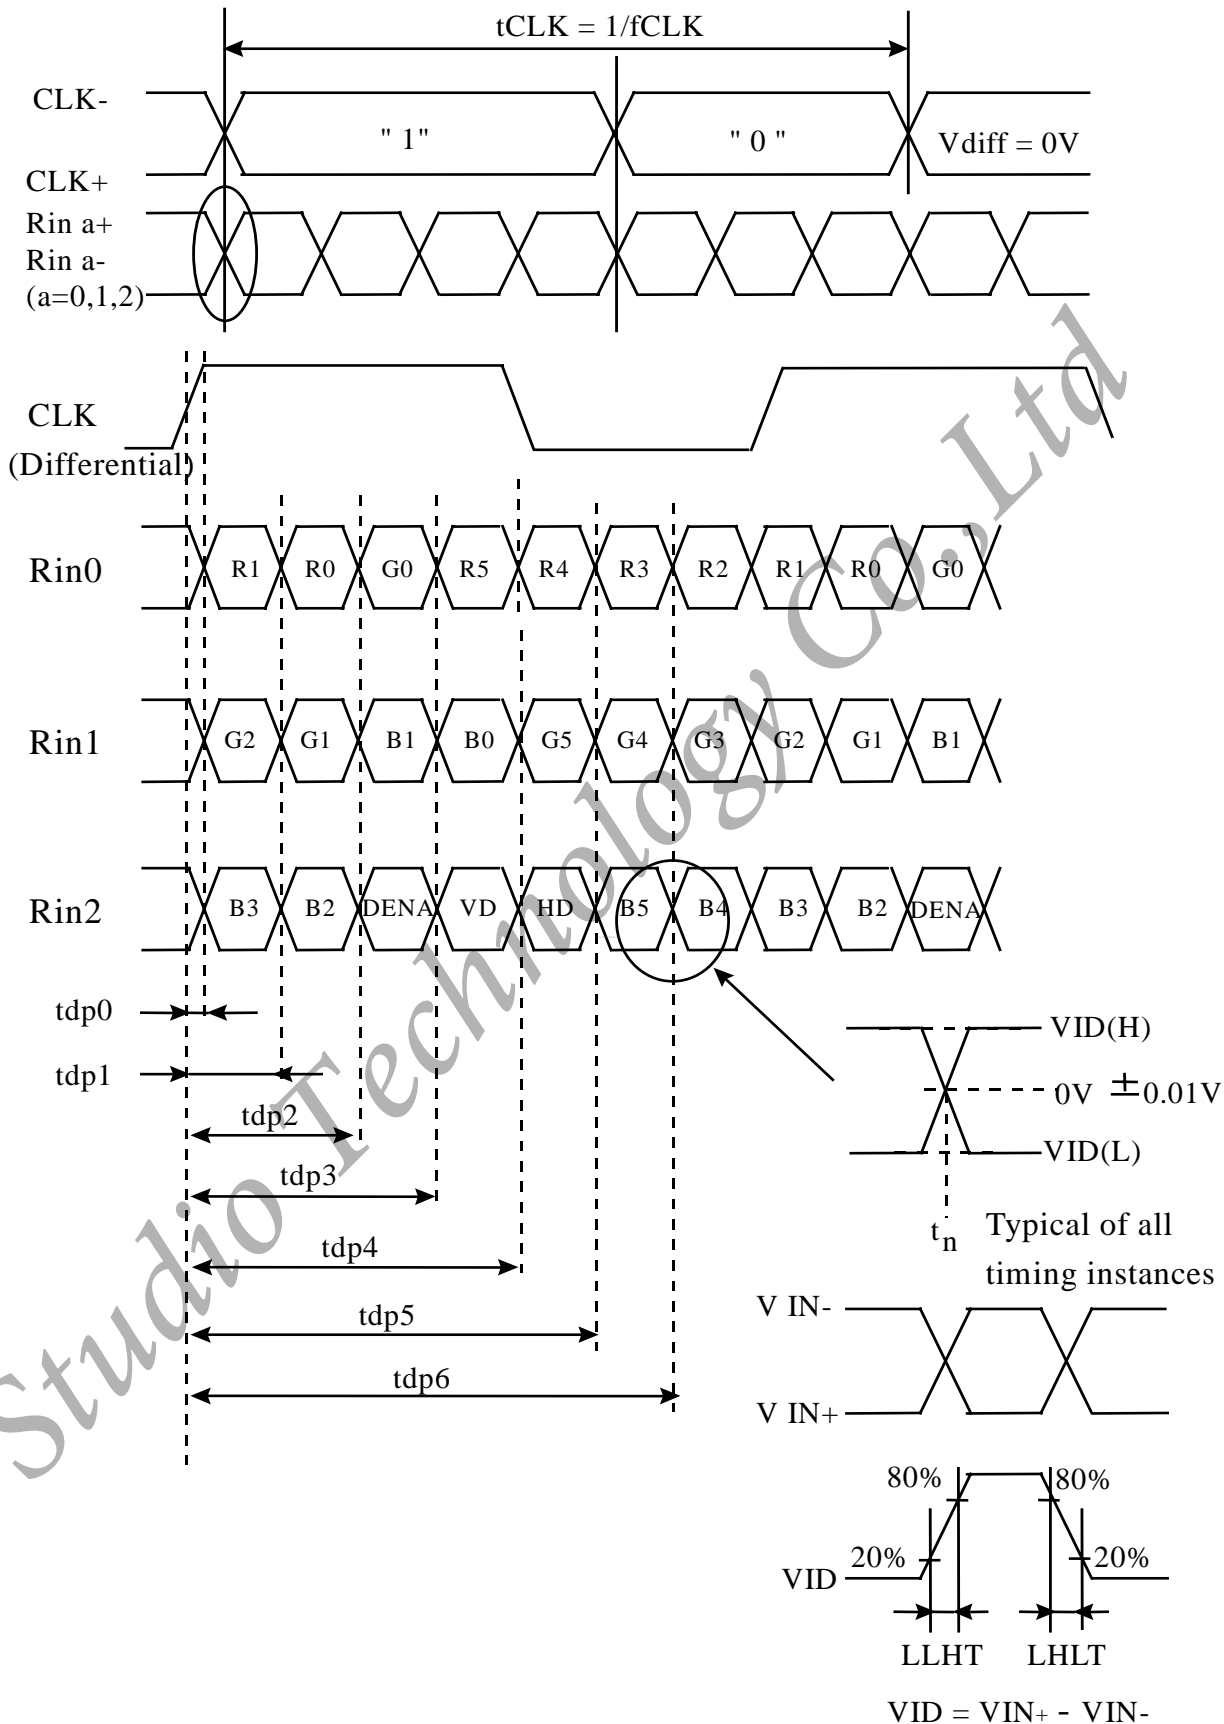 tCLK = 1/fCLK
CLK-
" 1"
" 0 "
Vdiff = 0V
CLK+
Rin a+
Rin a-
(a=0,1,2)
CLK
(Differential)
Rin0
R1 R0 G0 R5 R4 R3 R2 R1 R0 G0
Rin1
G2 G1 B1 B0 G5 G4 G3 G2 G1 B1
Rin2
B3 B2 DENA VD HD B5 B4 B3 B2 DENA
tdp0
tdp1
tdp2
tdp3
tdp4
tdp5
tdp6
VID(H)
0V ±0.01V
VID(L)
tn
Typical of all
timing instances
V IN-
V IN+
80% 80%
20% 20%
VID
LLHT LHLT
VID = VIN+ - VIN-
Studio Technology Co.,Ltd